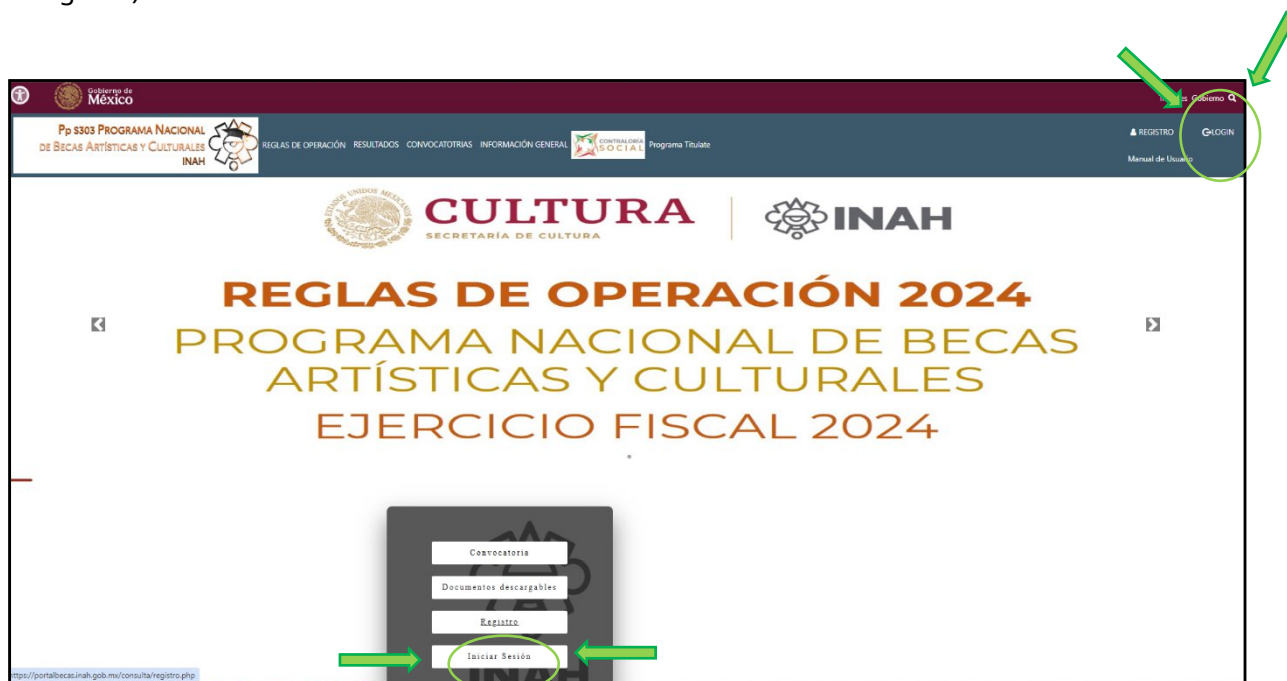 Gobierno de
México
Gobierno
Pp S303 PROGRAMA NACIONAL
DE BECAS ARTÍSTICAS Y CULTURALES
INAH
REGLAS DE OPERACIÓN RESULTADOS CONVOCATOTRIAS INFORMACIÓN GENERAL CONTRALORÍA SOCIAL Programa Titulate
REGISTRO LOGIN
Manual de Usuario
CULTURA
SECRETARÍA DE CULTURA
INAH
REGLAS DE OPERACIÓN 2024
PROGRAMA NACIONAL DE BECAS
ARTÍSTICAS Y CULTURALES
EJERCICIO FISCAL 2024
Convocatoria
Documentos descargables
Registro
Iniciar Sesión
INAH
https://portalbecas.inah.gob.mx/consulta/registro.php